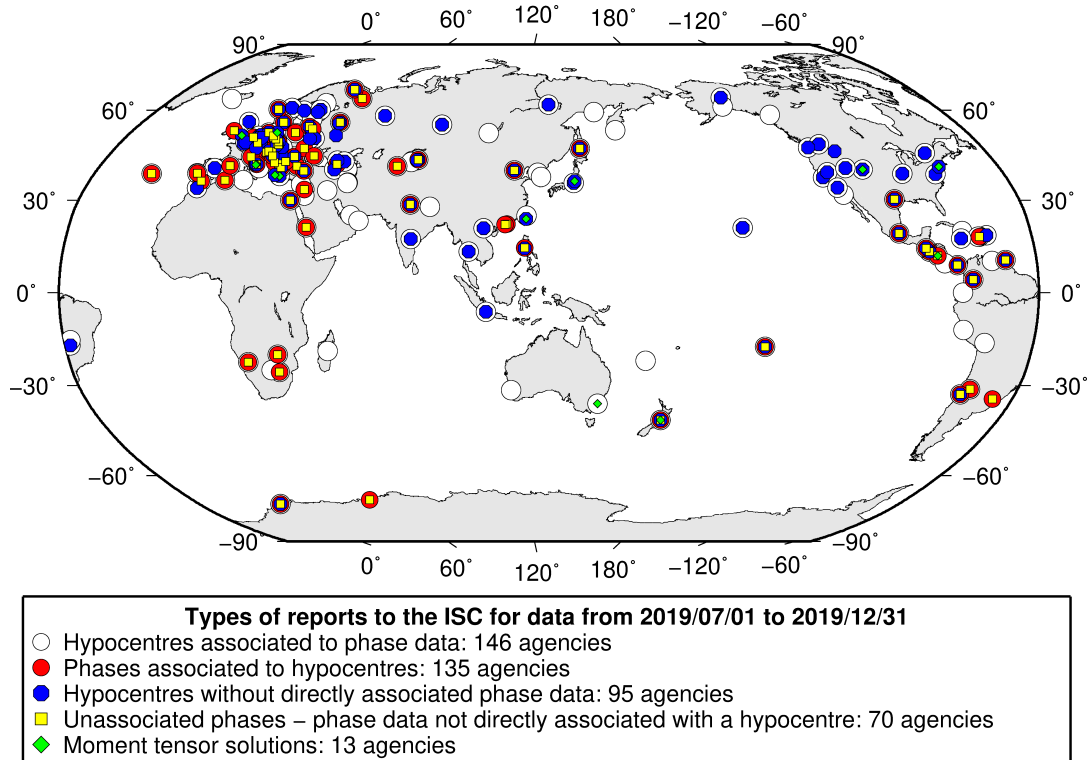 0° 60° 120° 180° −120° −60°
90° 90°
60° 60°
30° 30°
0° 0°
−30° −30°
−60° −60°
−90° −90°
0° 60° 120° 180° −120° −60°
Types of reports to the ISC for data from 2019/07/01 to 2019/12/31
Hypocentres associated to phase data: 146 agencies
Phases associated to hypocentres: 135 agencies
Hypocentres without directly associated phase data: 95 agencies
Unassociated phases − phase data not directly associated with a hypocentre: 70 agencies
Moment tensor solutions: 13 agencies